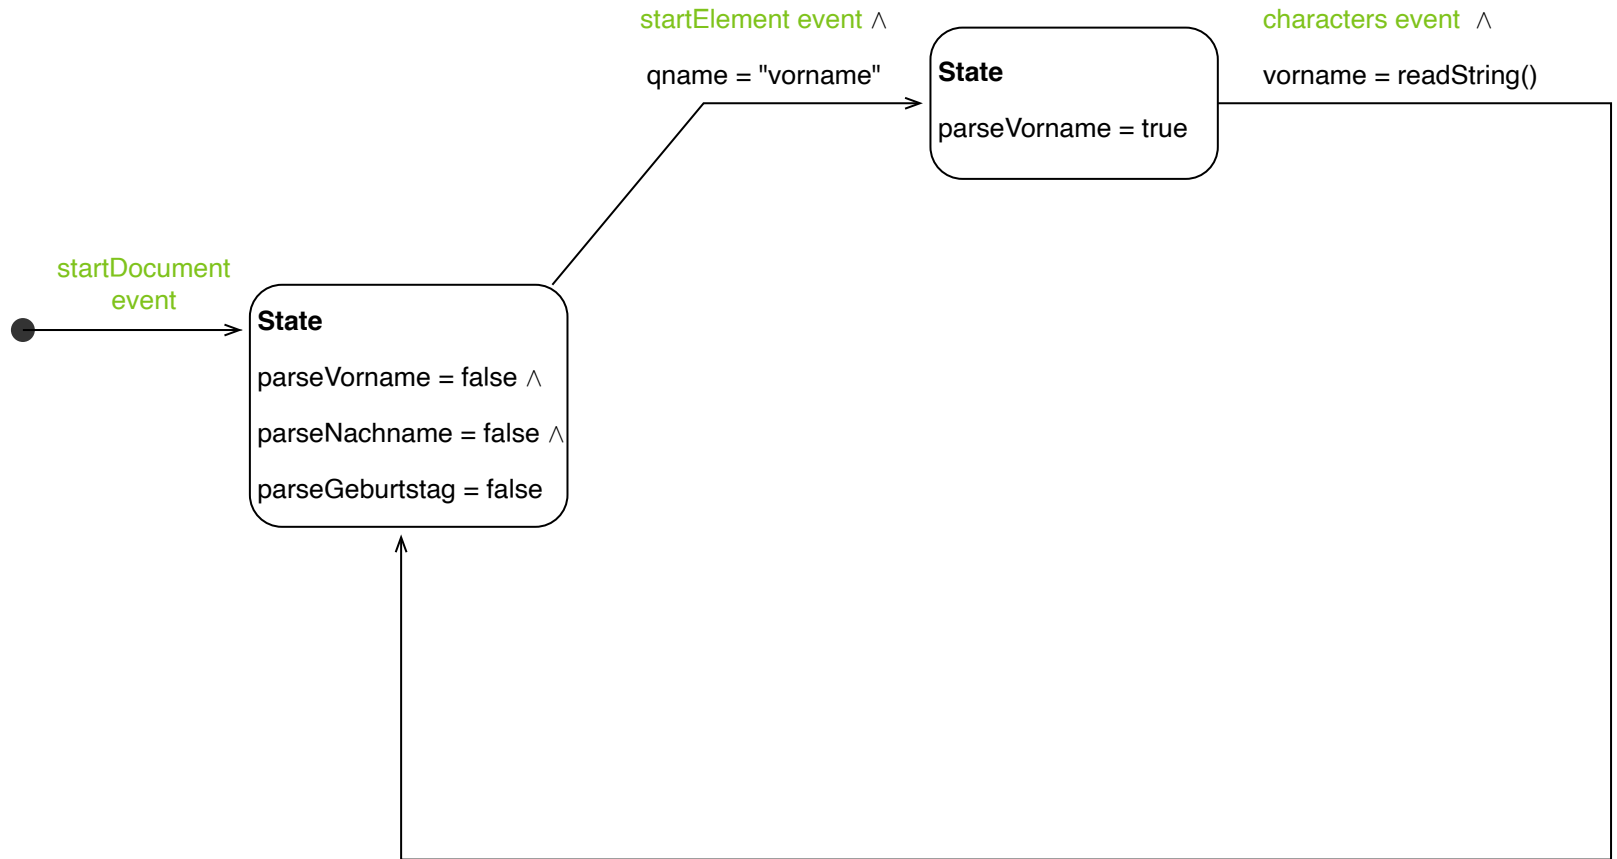 startElement event ∧
qname = "vorname"
characters event ∧
vorname = readString()
State
parseVorname = true
startDocument
event
State
parseVorname = false ∧
parseNachname = false ∧
parseGeburtstag = false